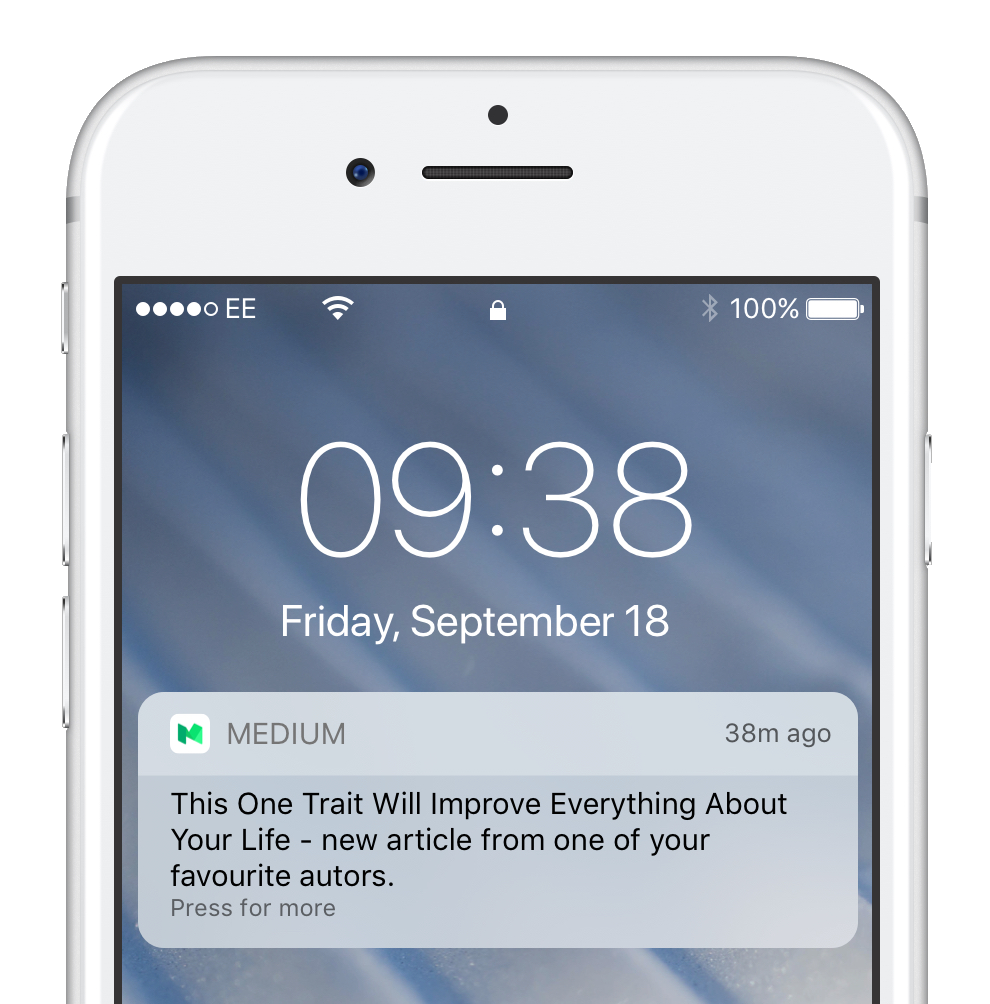 EE 100%
09:38
Friday, September 18
MEDIUM 38m ago
This One Trait Will Improve Everything About
Your Life - new article from one of your
favourite autors.
Press for more